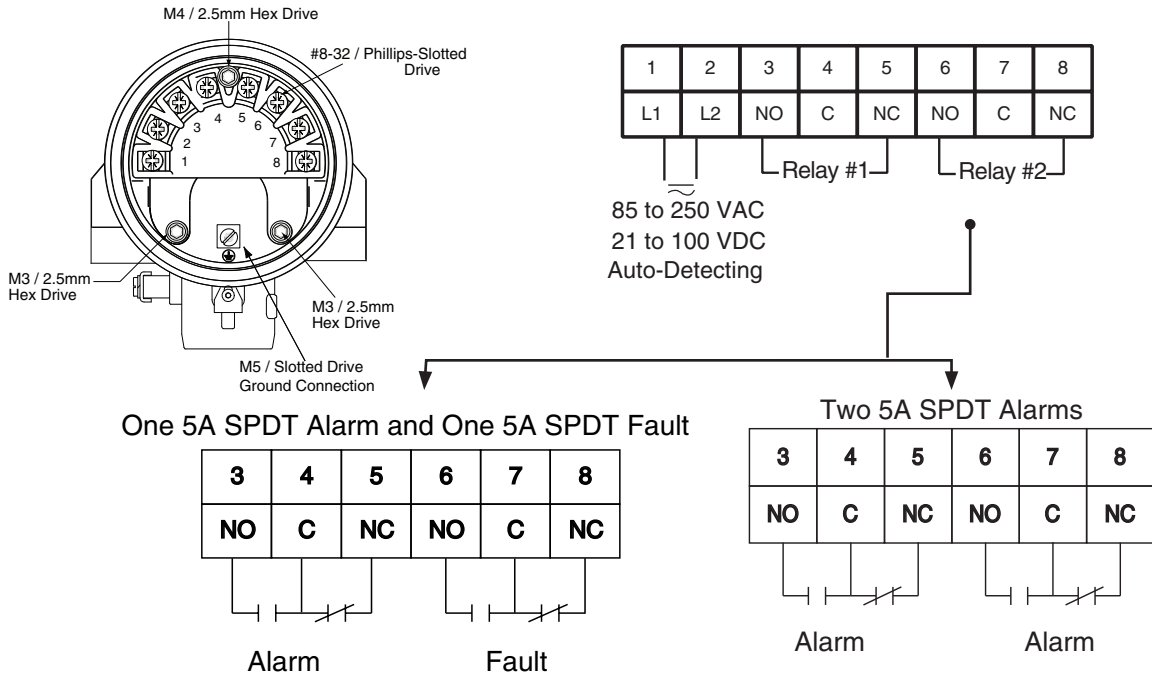 M4 / 2.5mm Hex Drive
#8-32 / Phillips-Slotted
Drive
1
2
3
4
5
6
7
8
M3 / 2.5mm
Hex Drive
M3 / 2.5mm
Hex Drive
M5 / Slotted Drive
Ground Connection
1 2 3 4 5 6 7 8
L1 L2 NO C NC NO C NC
Relay #1 Relay #2
85 to 250 VAC
21 to 100 VDC
Auto-Detecting
One 5A SPDT Alarm and One 5A SPDT Fault
3 4 5 6 7 8
NO C NC NO C NC
Alarm Fault
Two 5A SPDT Alarms
3 4 5 6 7 8
NO C NC NO C NC
Alarm Alarm